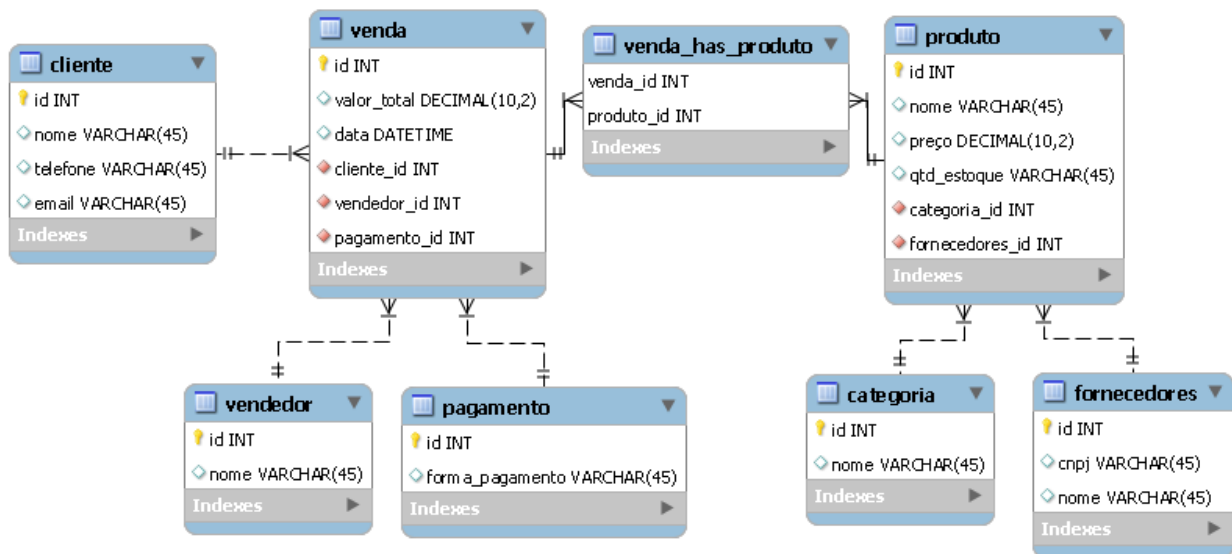 cliente
id INT
nome VARCHAR(45)
telefone VARCHAR(45)
email VARCHAR(45)
Indexes
venda
id INT
valor_total DECIMAL(10,2)
data DATETIME
cliente_id INT
vendedor_id INT
pagamento_id INT
Indexes
venda_has_produto
venda_id INT
produto_id INT
Indexes
produto
id INT
nome VARCHAR(45)
preço DECIMAL(10,2)
qtd_estoque VARCHAR(45)
categoria_id INT
fornecedores_id INT
Indexes
vendedor
id INT
nome VARCHAR(45)
Indexes
pagamento
id INT
forma_pagamento VARCHAR(45)
Indexes
categoria
id INT
nome VARCHAR(45)
Indexes
fornecedores
id INT
cnpj VARCHAR(45)
nome VARCHAR(45)
Indexes